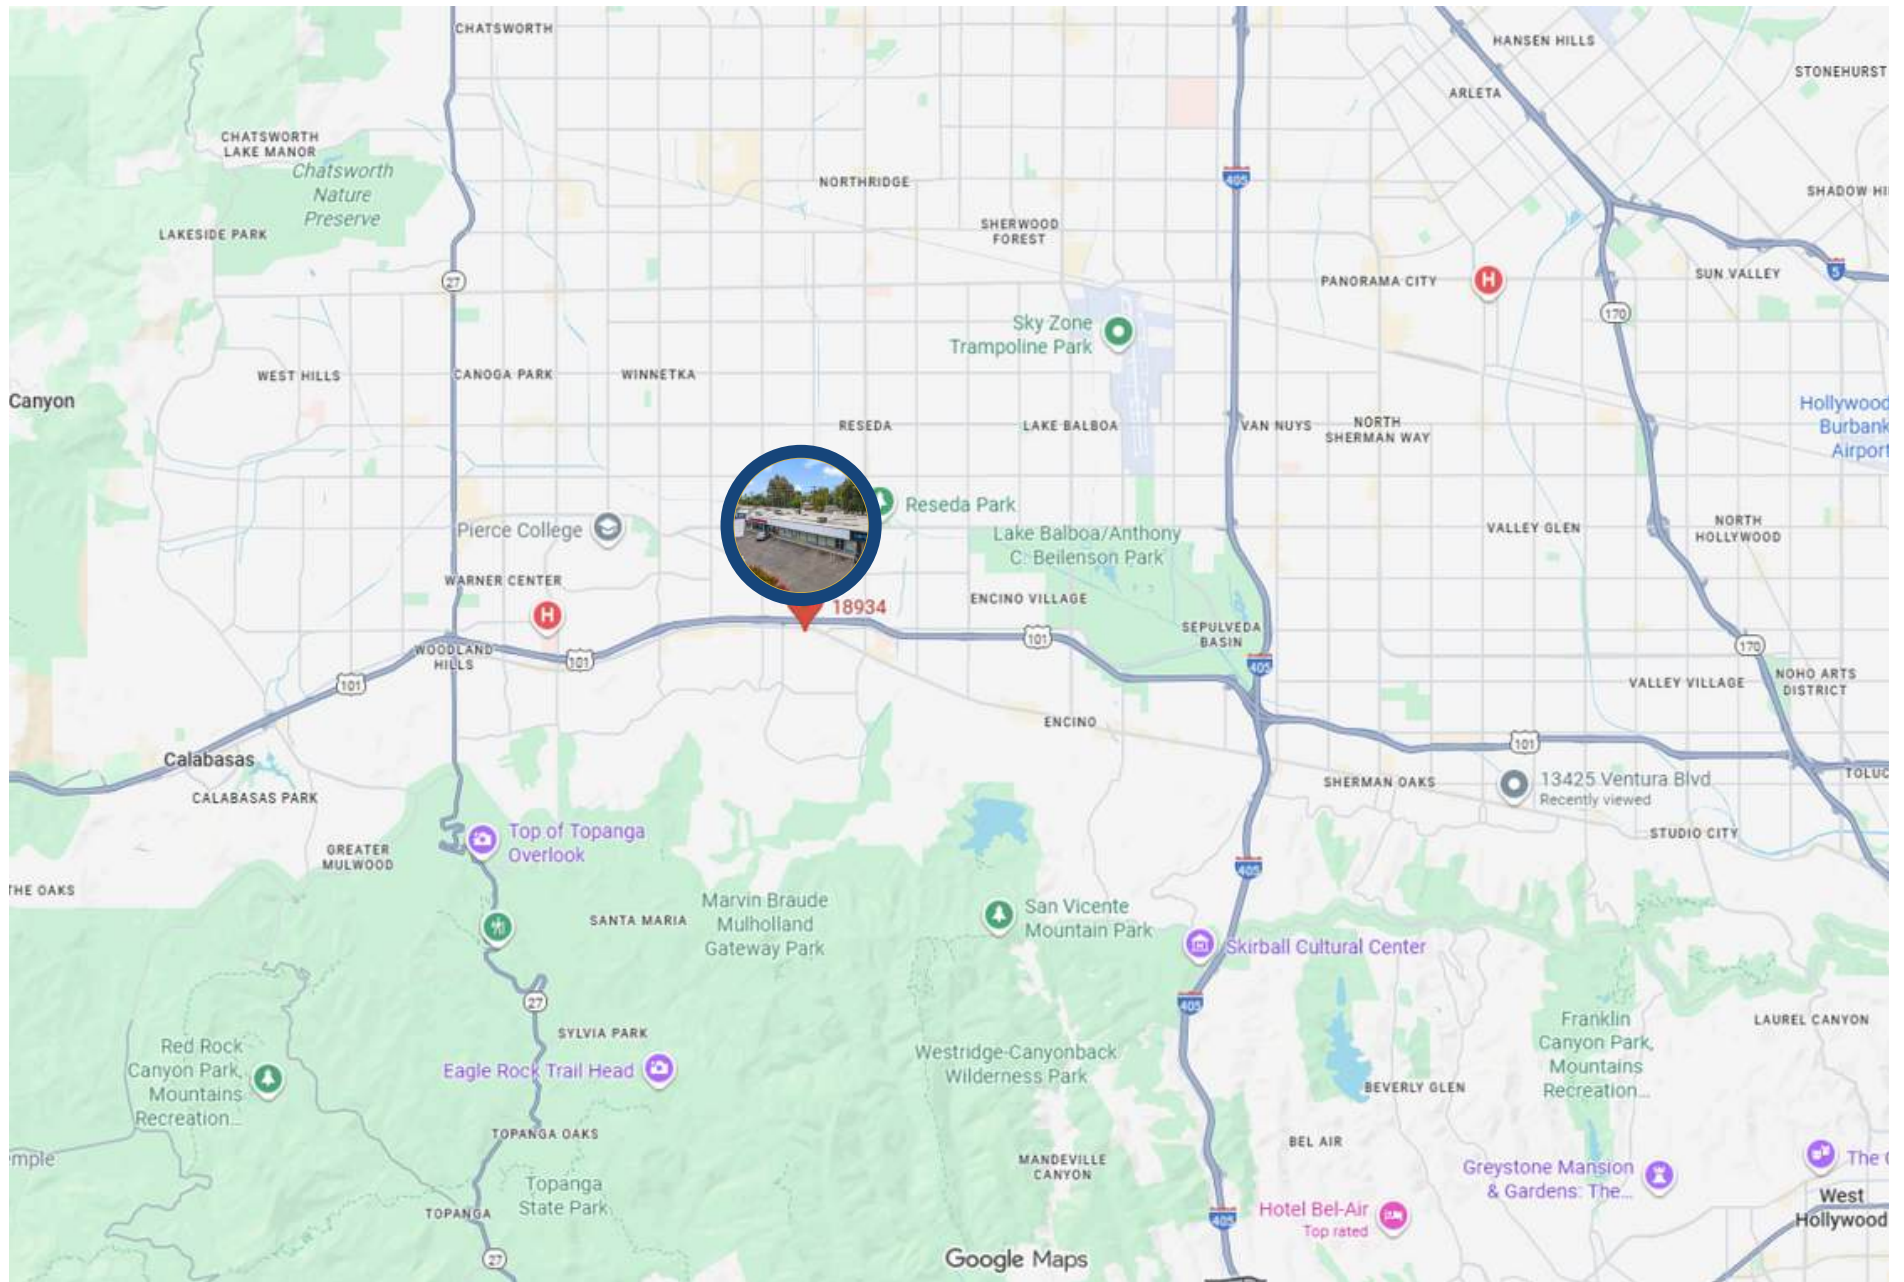 CHATSWORTH
HANSEN HILLS
STONEHURST
ARLETA
CHATSWORTH
LAKE MANOR
Chatsworth
Nature
Preserve
NORTHRIDGE
405
SHADOW HI
LAKESIDE PARK
SHERWOOD
FOREST
27
PANORAMA CITY
H
SUN VALLEY
5
170
Sky Zone
Trampoline Park
WEST HILLS
CANOGA PARK
WINNETKA
Canyon
Hollywood
Burbank
Airport
RESEDA
LAKE BALBOA
VAN NUYS
NORTH
SHERMAN WAY
Reseda Park
Pierce College
Lake Balboa/Anthony
C. Beilenson Park
VALLEY GLEN
NORTH
HOLLYWOOD
WARNER CENTER
H
18934
ENCINO VILLAGE
SEPULVEDA
BASIN
101
WOODLAND
HILLS
101
405
170
101
VALLEY VILLAGE
NOHO ARTS
DISTRICT
ENCINO
101
Calabasas
CALABASAS PARK
SHERMAN OAKS
13425 Ventura Blvd
Recently viewed
TOLUC
STUDIO CITY
Top of Topanga
Overlook
GREATER
MULWOOD
405
THE OAKS
SANTA MARIA
Marvin Braude
Mulholland
Gateway Park
San Vicente
Mountain Park
Skirball Cultural Center
27
405
SYLVIA PARK
Franklin
Canyon Park,
Mountains
Recreation...
LAUREL CANYON
Red Rock
Canyon Park,
Mountains
Recreation...
Eagle Rock Trail Head
Westridge-Canyonback
Wilderness Park
BEVERLY GLEN
TOPANGA OAKS
BEL AIR
emple
MANDEVILLE
CANYON
Greystone Mansion
& Gardens: The...
The
Topanga
State Park
TOPANGA
Hotel Bel-Air
Top rated
405
West
Hollywood
27
Google Maps